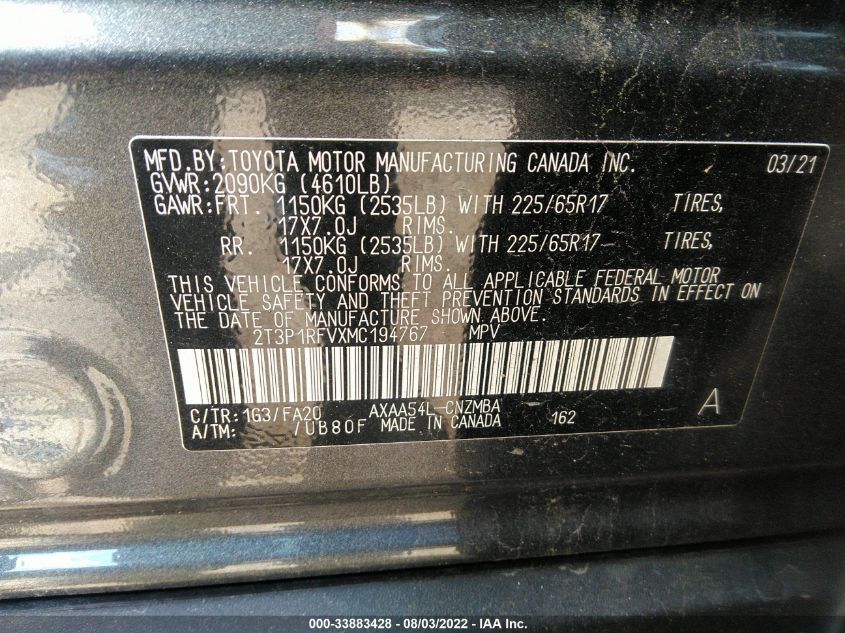 MFD.BY:TOYOTA MOTOR MANUFACTURING CANADA INC. 03/21
GVWR:2090KG (4610LB)
GAWR:FRT. 1150KG (2535LB) WITH 225/65R17 TIRES,
17X7.0J RIMS.
RR. 1150KG (2535LB) WITH 225/65R17 TIRES,
17X7.0J RIMS.
THIS VEHICLE CONFORMS TO ALL APPLICABLE FEDERAL MOTOR
VEHICLE SAFETY AND THEFT PREVENTION STANDARDS IN EFFECT ON
THE DATE OF MANUFACTURE SHOWN ABOVE.
2T3P1RFVXMC194767 MPV
C/TR:1G3/FA20 AXAA54L-CNZMBA 162 A
A/TM: /UB80F MADE IN CANADA
000-33883428 - 08/03/2022 - IAA Inc.